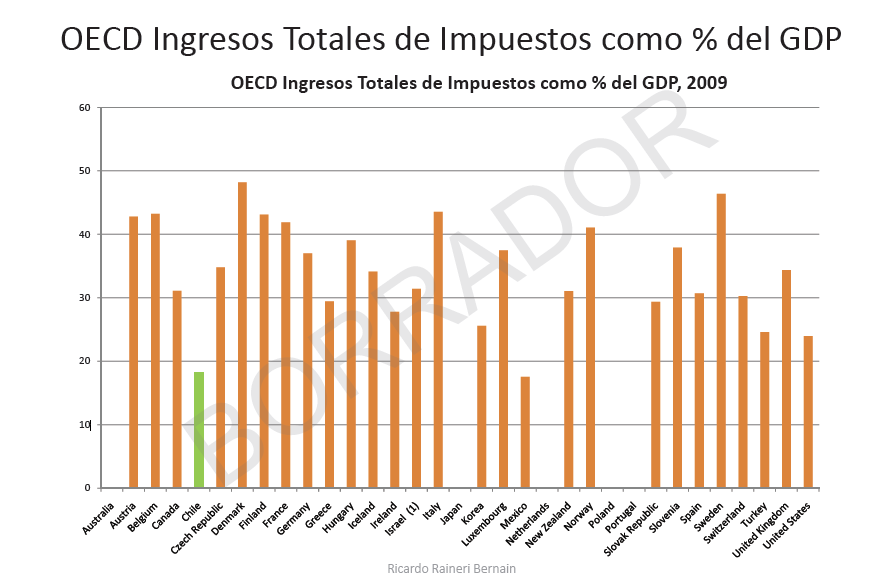 OECD Ingresos Totales de Impuestos como % del GDP
OECD Ingresos Totales de Impuestos como % del GDP, 2009
60
50
40
30
20
10
0
Australia
Austria
Belgium
Canada
Chile
Czech Republic
Denmark
Finland
France
Germany
Greece
Hungary
Iceland
Ireland
Israel (1)
Italy
Japan
Korea
Luxembourg
Mexico
Netherlands
New Zealand
Norway
Poland
Portugal
Slovak Republic
Slovenia
Spain
Sweden
Switzerland
Turkey
United Kingdom
United States
BORRADOR
Ricardo Raineri Bernain